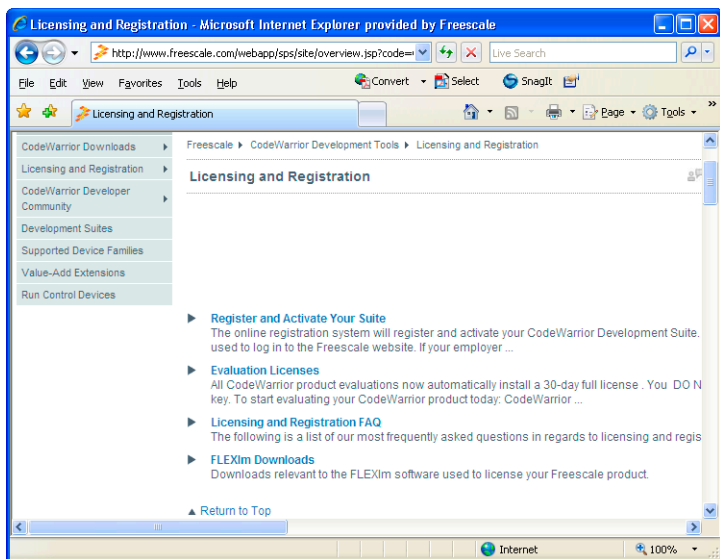 Licensing and Registration - Microsoft Internet Explorer provided by Freescale
http://www.freescale.com/webapp/sps/site/overview.jsp?code=
Live Search
File Edit View Favorites Tools Help
Convert Select SnagIt
Licensing and Registration
Page Tools »
CodeWarrior Downloads
Licensing and Registration
CodeWarrior Developer
Community
Development Suites
Supported Device Families
Value-Add Extensions
Run Control Devices
Freescale CodeWarrior Development Tools Licensing and Registration
Licensing and Registration
Register and Activate Your Suite
The online registration system will register and activate your CodeWarrior Development Suite.
used to log in to the Freescale website. If your employer ...
Evaluation Licenses
All CodeWarrior product evaluations now automatically install a 30-day full license . You DO N
key. To start evaluating your CodeWarrior product today: CodeWarrior ...
Licensing and Registration FAQ
The following is a list of our most frequently asked questions in regards to licensing and regis
FLEXlm Downloads
Downloads relevant to the FLEXlm software used to license your Freescale product.
Return to Top
Internet
100%